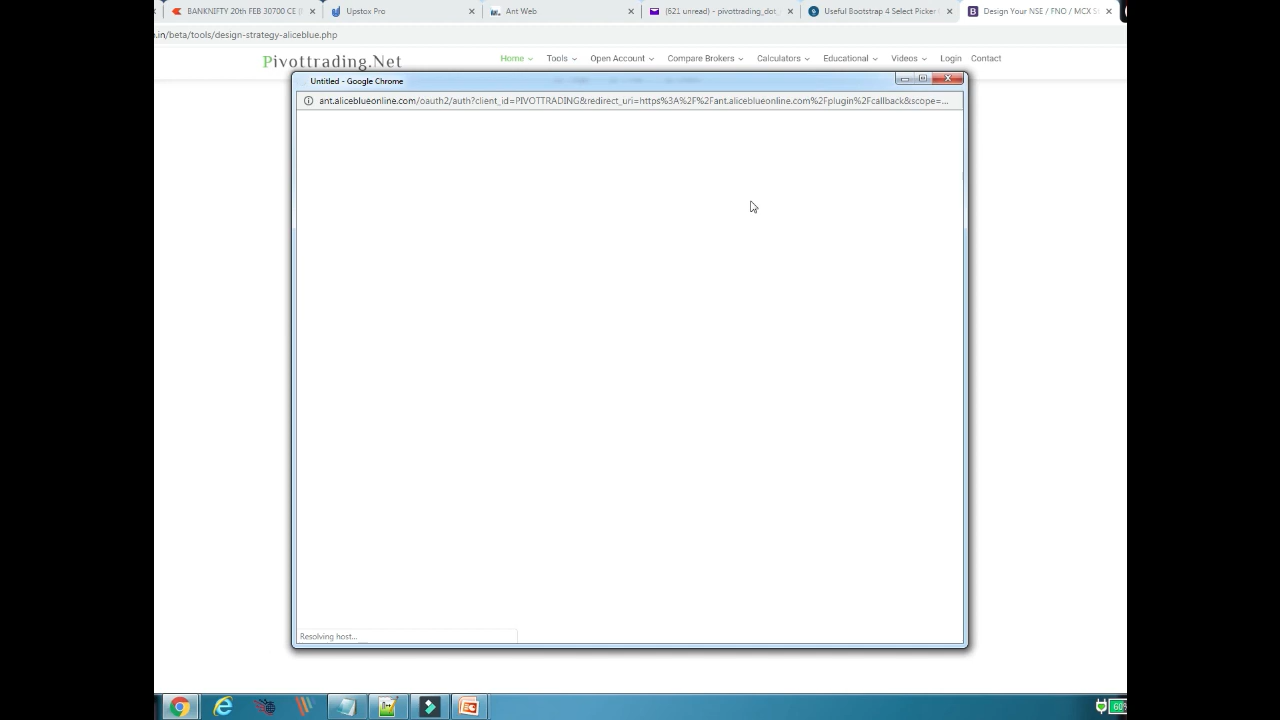 BANKNIFTY 20th FEB 30700 CE
Upstox Pro
Ant Web
(621 unread) - pivottrading_dot_
Useful Bootstrap 4 Select Picker
Design Your NSE / FNO / MCX S
.in/beta/tools/design-strategy-aliceblue.php
Pivottrading.Net
Home Tools Open Account Compare Brokers Calculators Educational Videos Login Contact
Untitled - Google Chrome
ant.aliceblueonline.com/oauth2/auth?client_id=PIVOTTRADING&redirect_uri=https%3A%2F%2Fant.aliceblueonline.com%2Fplugin%2Fcallback&scope=...
Resolving host...